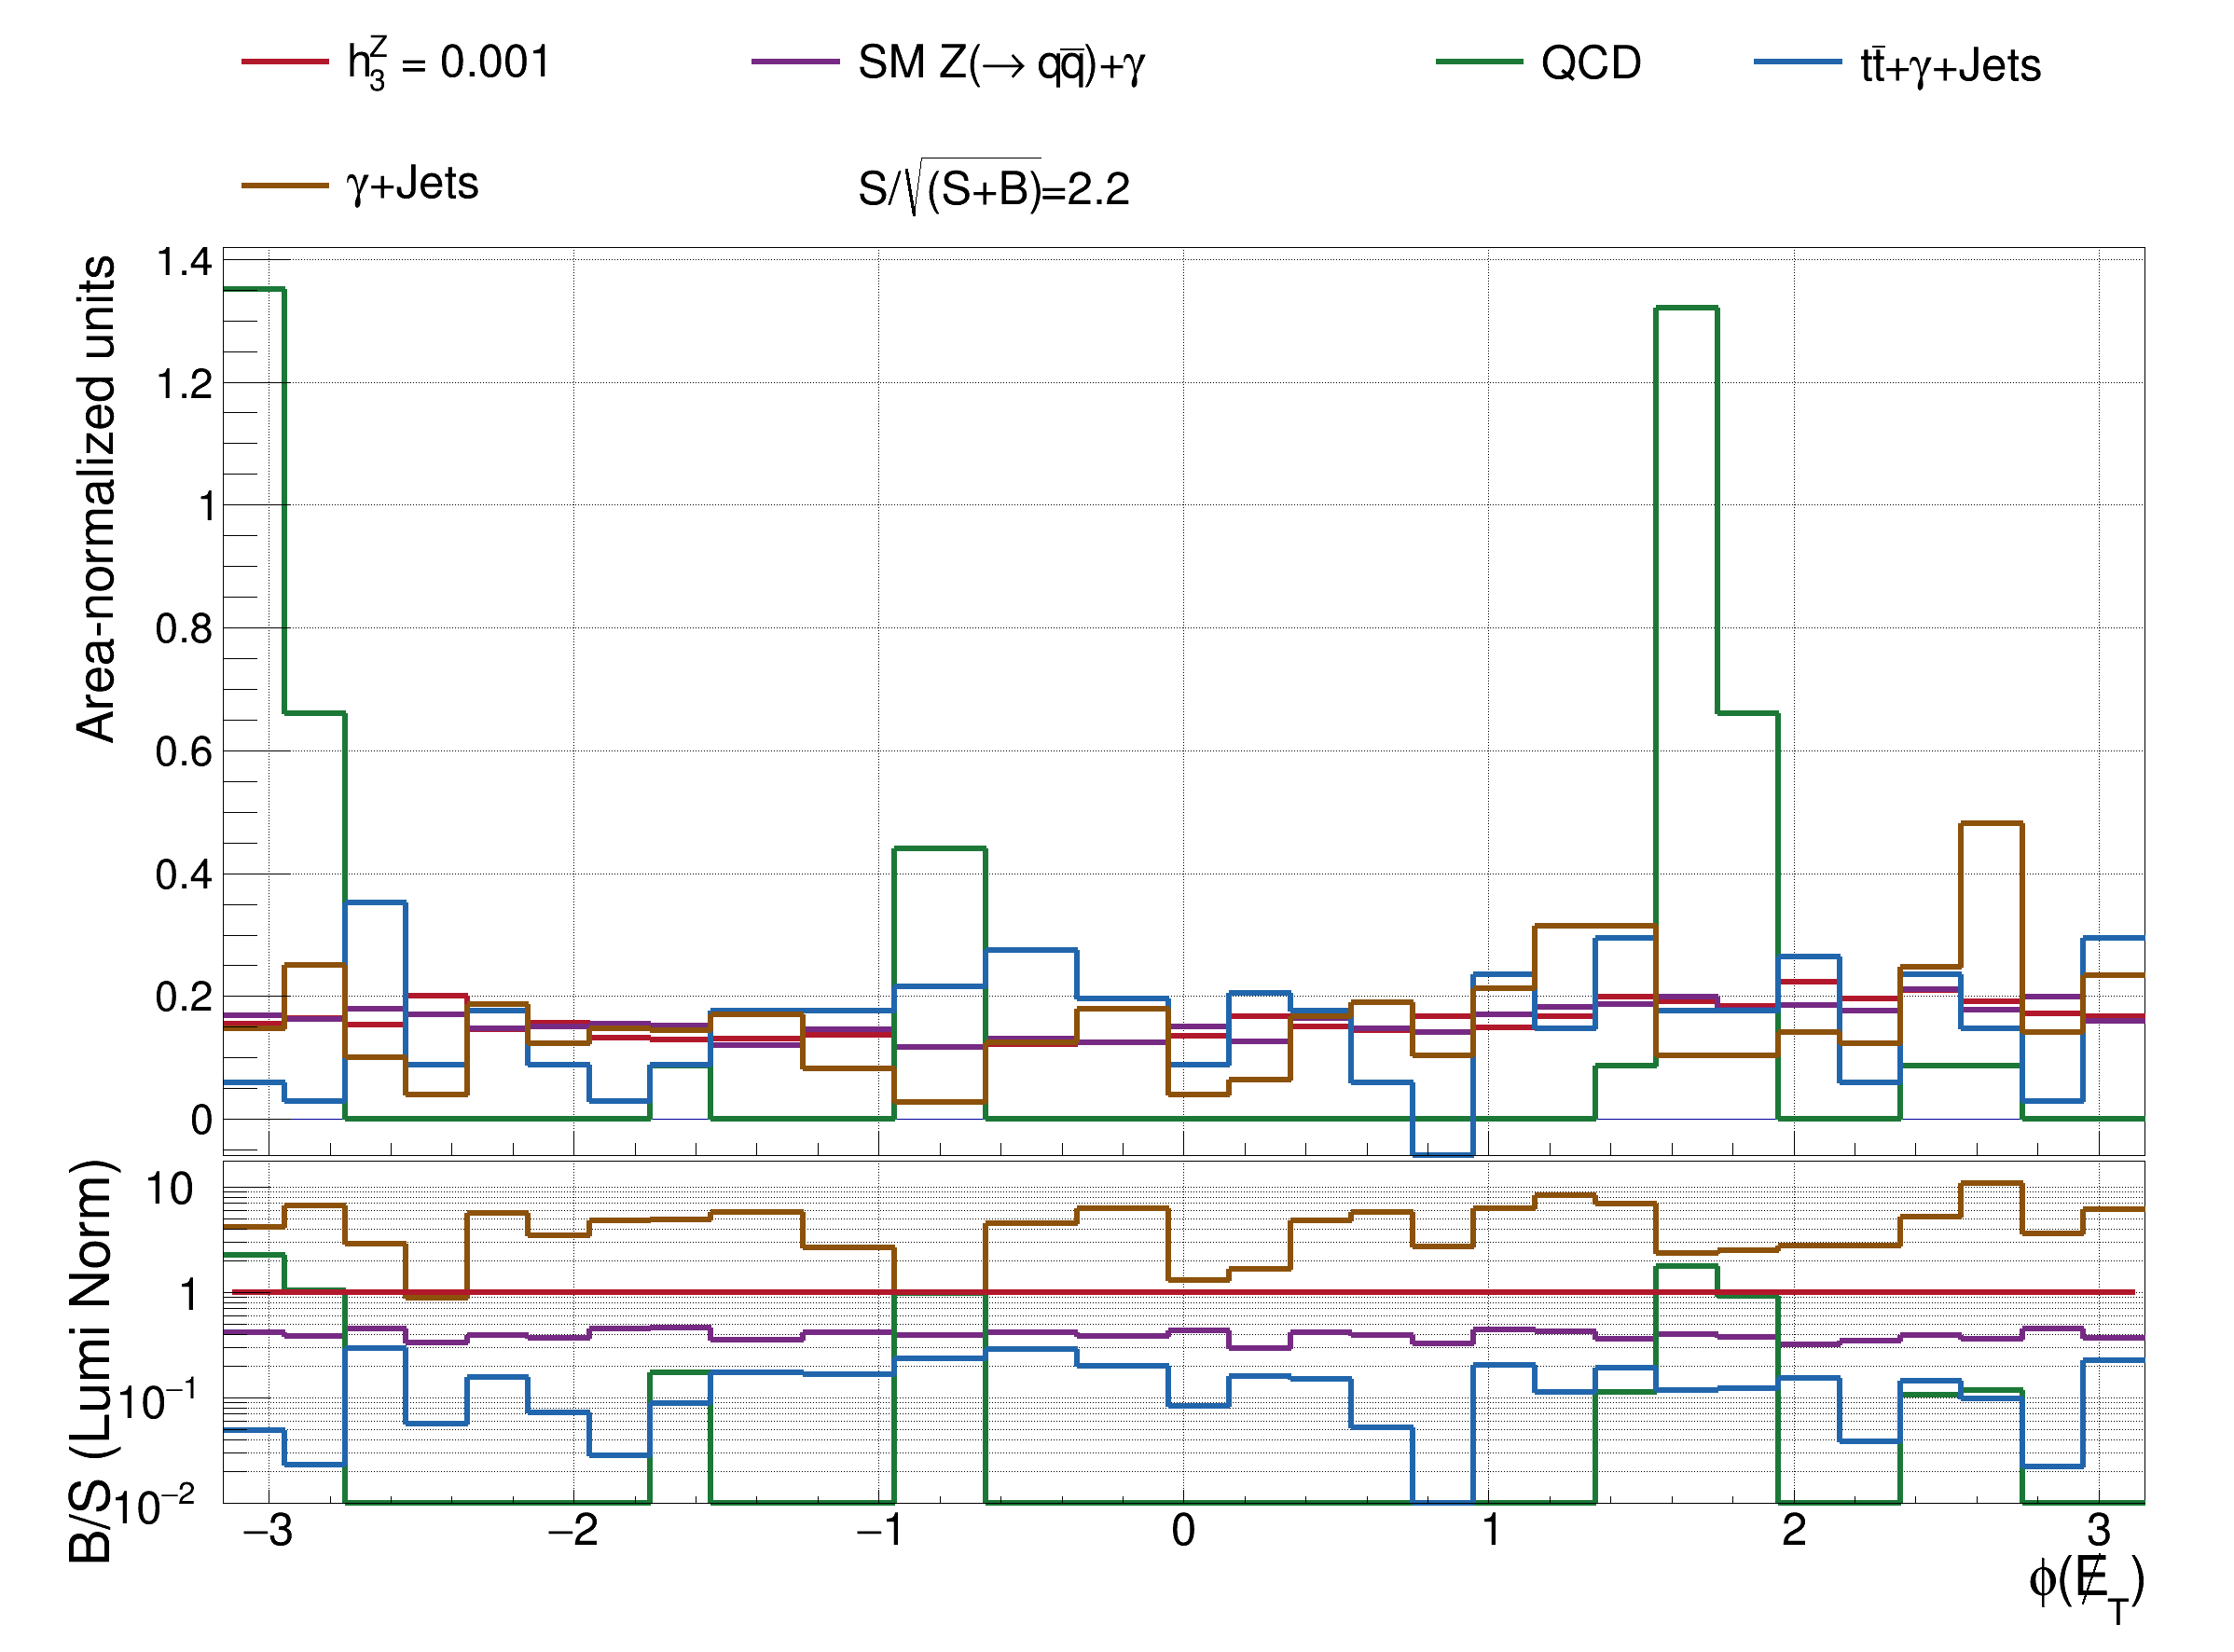 h₃ᶻ = 0.001 SM Z(→ qq̅)+γ QCD tt̄+γ+Jets
γ+Jets S/√(S+B)=2.2
Area-normalized units
1.4
1.2
1
0.8
0.6
0.4
0.2
0
B/S (Lumi Norm)
10
1
10⁻¹
10⁻²
−3 −2 −1 0 1 2 3
ϕ(E̸_T)